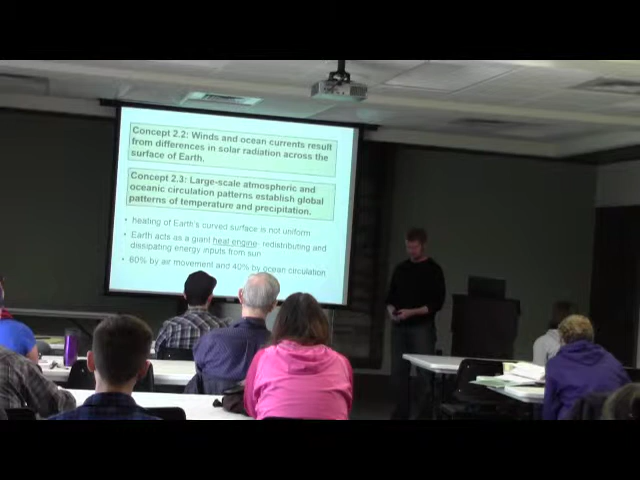 Concept 2.2: Winds and ocean currents result
from differences in solar radiation across the
surface of Earth.
Concept 2.3: Large-scale atmospheric and
oceanic circulation patterns establish global
patterns of temperature and precipitation.
• heating of Earth's curved surface is not uniform
• Earth acts as a giant heat engine- redistributing and
dissipating energy inputs from sun
• 60% by air movement and 40% by ocean circulation